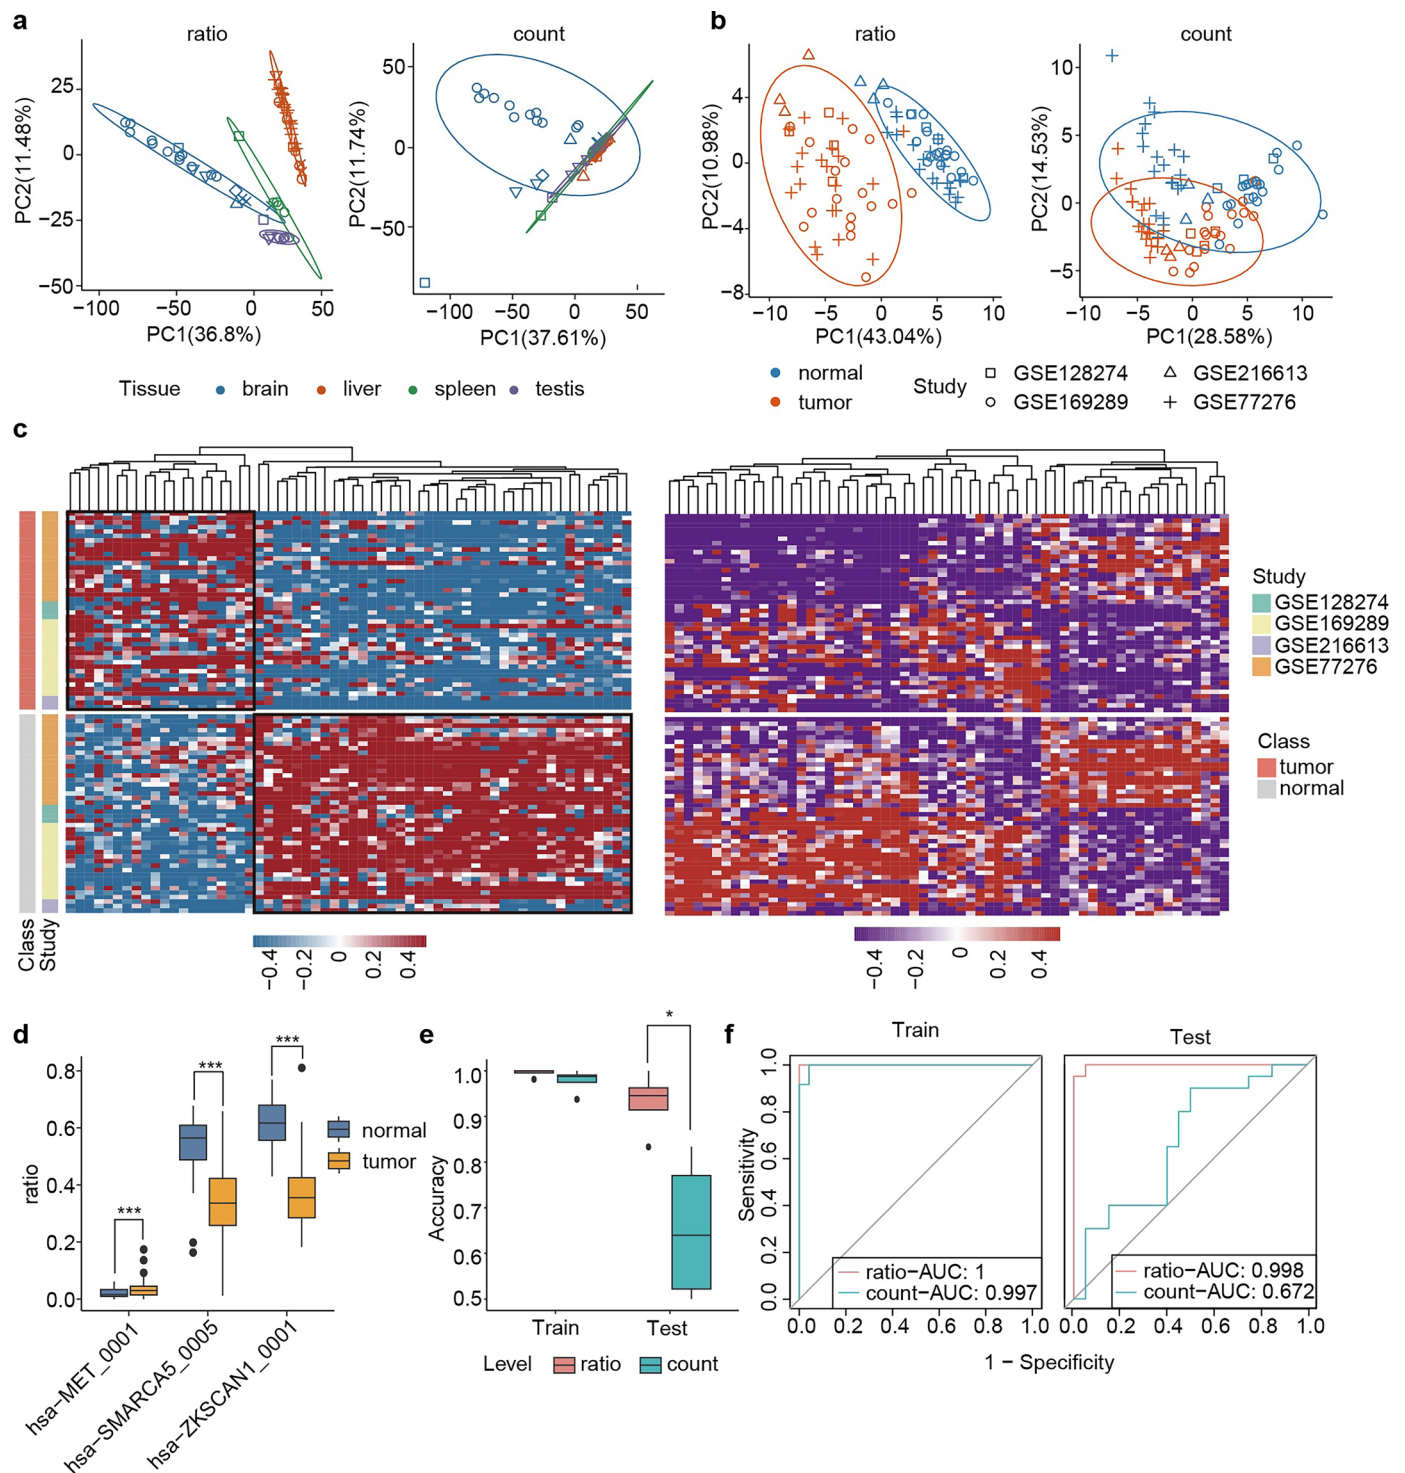 a
ratio
PC2(11.48%)
25
0
−25
−50
−100
−50
0
50
PC1(36.8%)
count
PC2(11.74%)
50
0
−50
−100
−50
0
50
PC1(37.61%)
Tissue
brain
liver
spleen
testis
b
ratio
PC2(10.98%)
4
0
−4
−8
−10
−5
0
5
10
PC1(43.04%)
count
PC2(14.53%)
10
5
0
−5
−10
−5
0
5
10
PC1(28.58%)
normal
tumor
Study
GSE128274
GSE169289
GSE216613
GSE77276
c
Class
Study
−0.4
−0.2
0
0.2
0.4
−0.4
−0.2
0
0.2
0.4
Study
GSE128274
GSE169289
GSE216613
GSE77276
Class
tumor
normal
d
ratio
0.8
0.6
0.4
0.2
0.0
***
***
***
hsa−MET_0001
hsa−SMARCA5_0005
hsa−ZKSCAN1_0001
normal
tumor
e
Accuracy
1.0
0.9
0.8
0.7
0.6
0.5
*
Train
Test
Level
ratio
count
f
Train
Sensitivity
1.0
0.8
0.6
0.4
0.2
0.0
ratio−AUC: 1
count−AUC: 0.997
0.0
0.2
0.4
0.6
0.8
1.0
Test
ratio−AUC: 0.998
count−AUC: 0.672
0.0
0.2
0.4
0.6
0.8
1.0
1 − Specificity